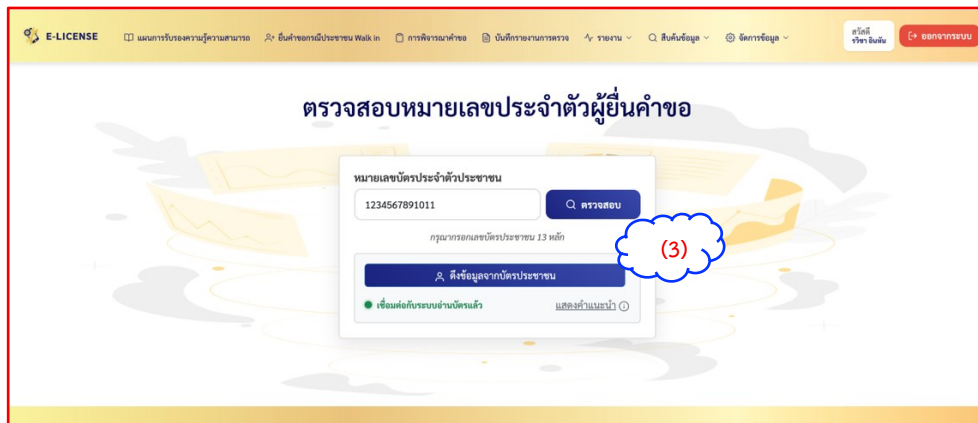 E-LICENSE
แผนการรับรองความรู้ความสามารถ
ยื่นคำขอกรณีประชาชน Walk in
การพิจารณาคำขอ
บันทึกรายงานการตรวจ
รายงาน
สืบค้นข้อมูล
จัดการข้อมูล
สวัสดี
รวิชา อินต๊น
ออกจากระบบ
ตรวจสอบหมายเลขประจำตัวผู้ยื่นคำขอ
หมายเลขบัตรประจำตัวประชาชน
1234567891011
ตรวจสอบ
กรุณากรอกเลขบัตรประชาชน 13 หลัก
(3)
ดึงข้อมูลจากบัตรประชาชน
เชื่อมต่อกับระบบอ่านบัตรแล้ว
แสดงคำแนะนำ